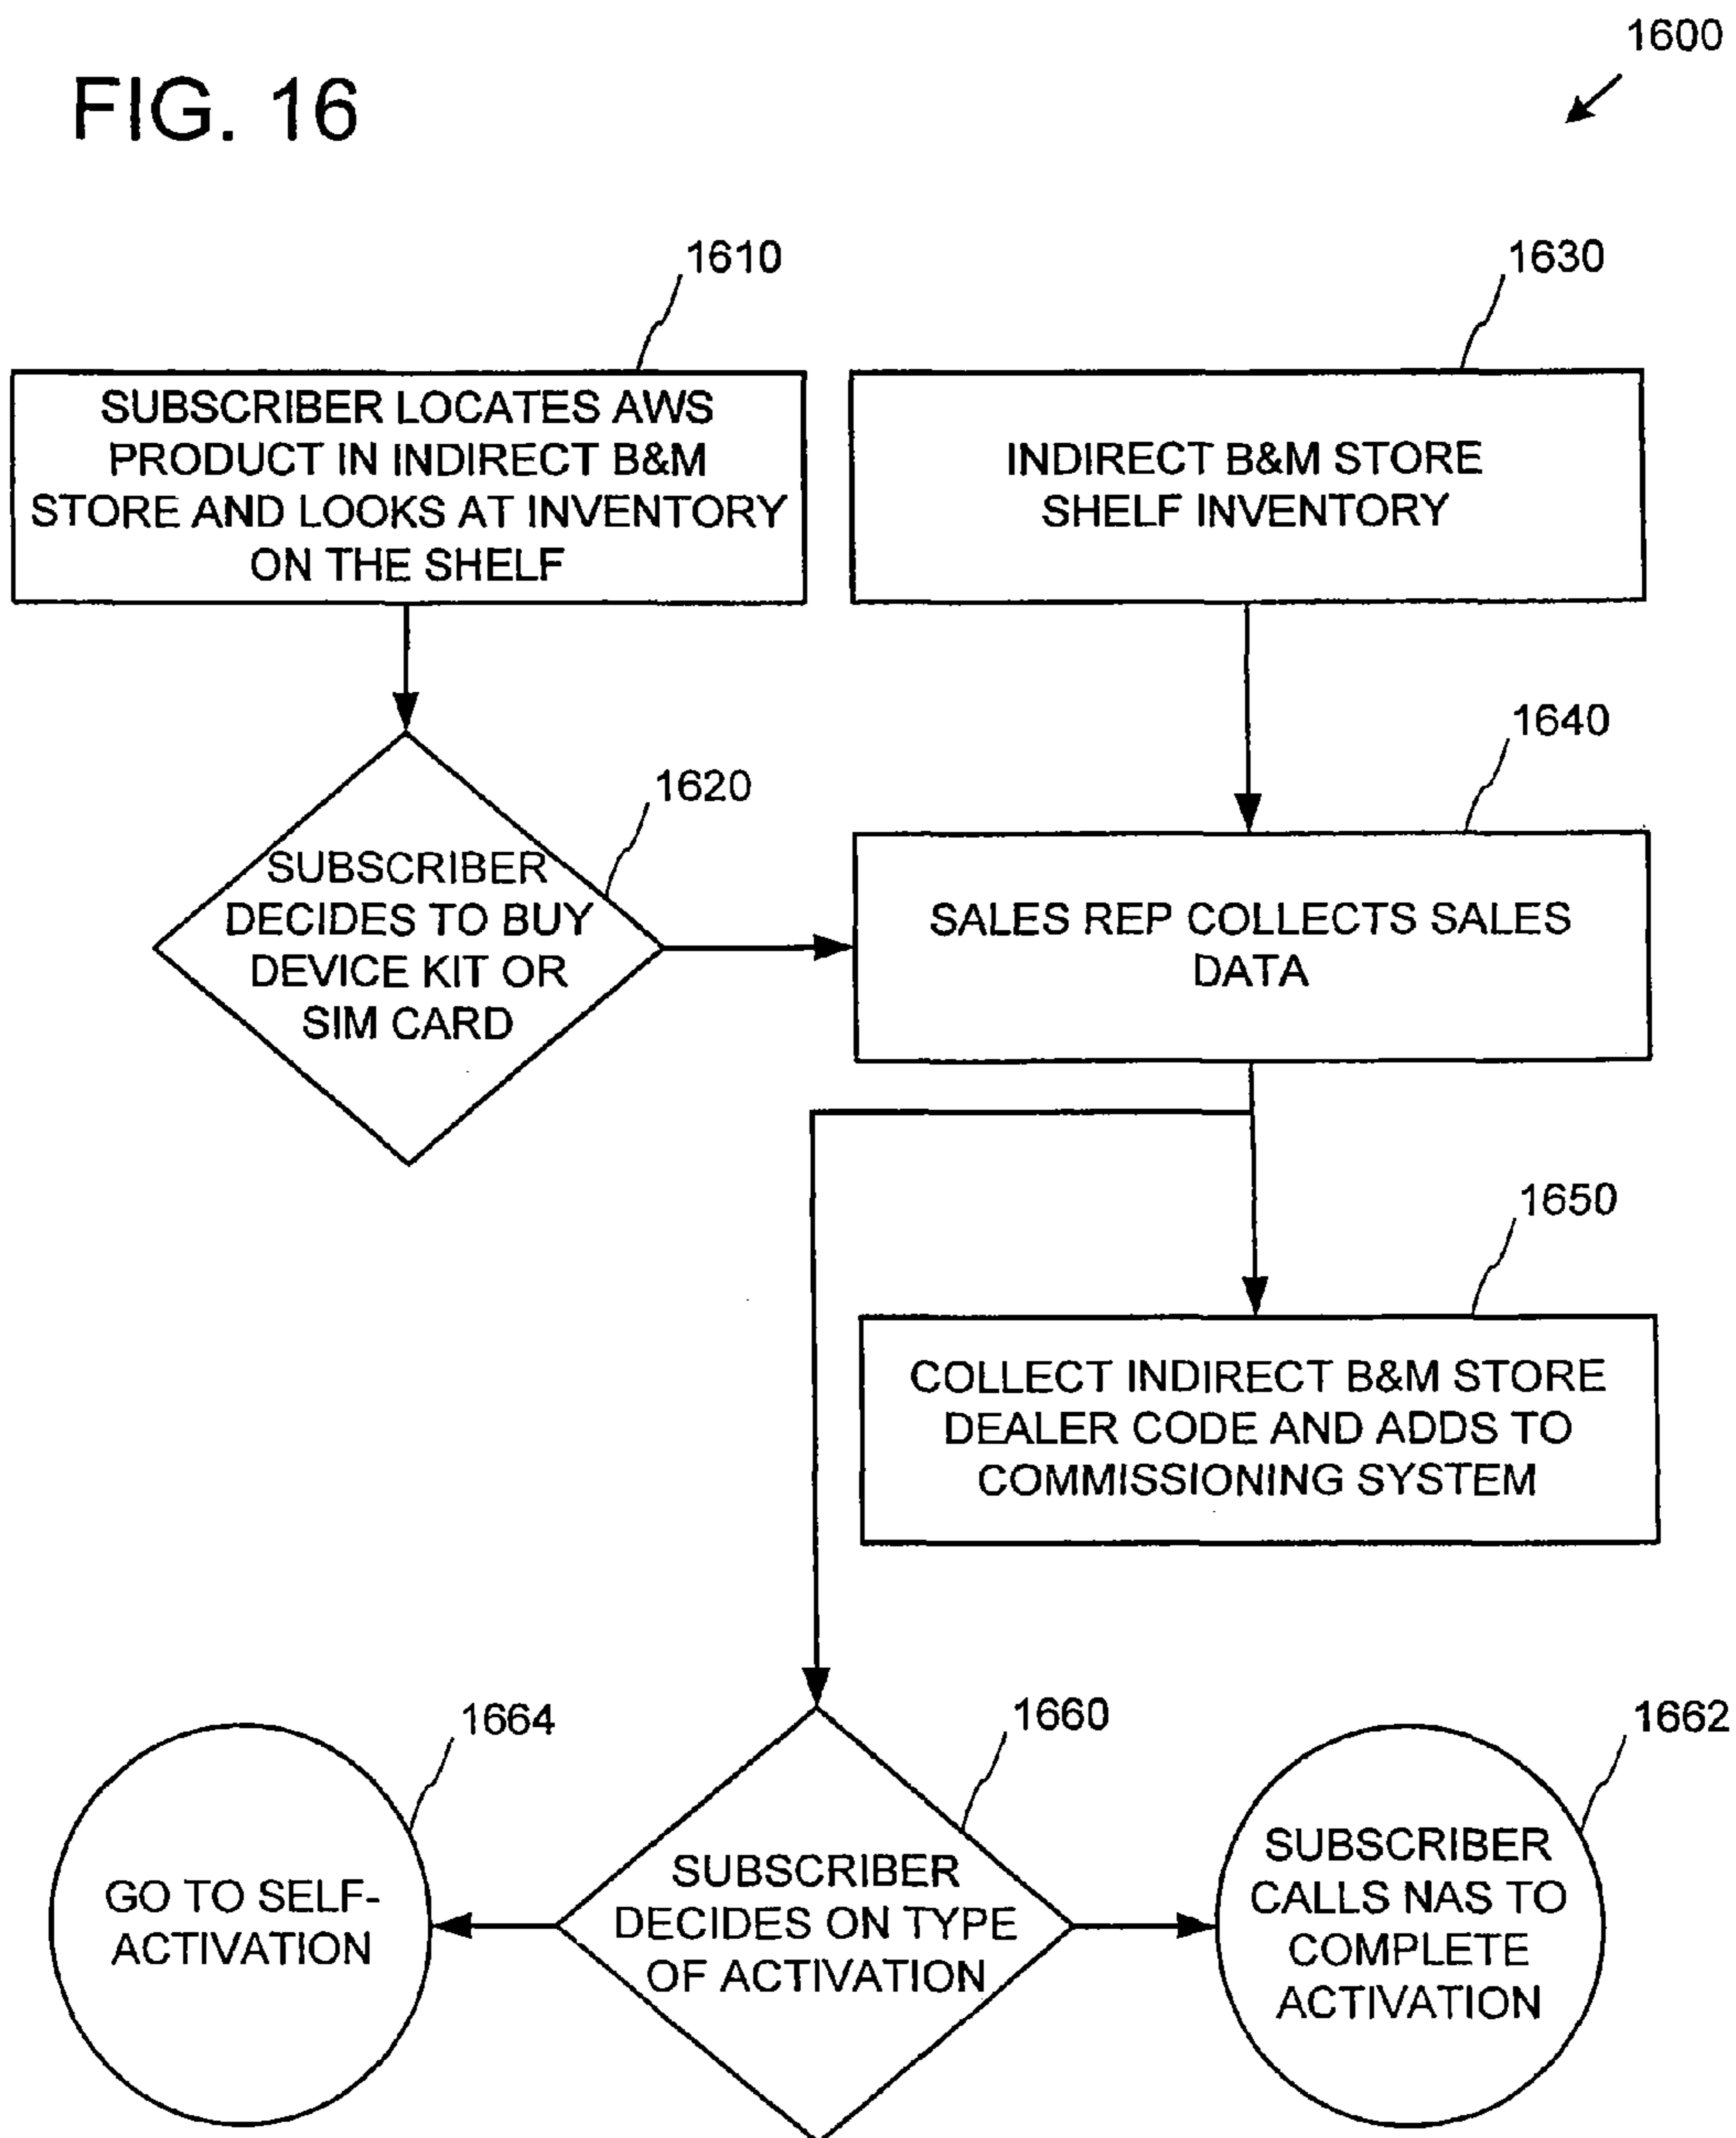 1600
FIG. 16
1610
1630
SUBSCRIBER LOCATES AWS
PRODUCT IN INDIRECT B&M
STORE AND LOOKS AT INVENTORY
ON THE SHELF
INDIRECT B&M STORE
SHELF INVENTORY
1620
SUBSCRIBER
DECIDES TO BUY
DEVICE KIT OR
SIM CARD
1640
SALES REP COLLECTS SALES
DATA
1650
COLLECT INDIRECT B&M STORE
DEALER CODE AND ADDS TO
COMMISSIONING SYSTEM
1664
GO TO SELF-
ACTIVATION
1660
SUBSCRIBER
DECIDES ON TYPE
OF ACTIVATION
1662
SUBSCRIBER
CALLS NAS TO
COMPLETE
ACTIVATION